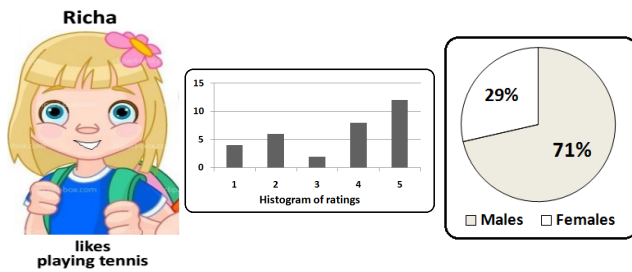 Richa
likes
playing tennis
15
10
5
0
1 2 3 4 5
Histogram of ratings
29%
71%
Males Females